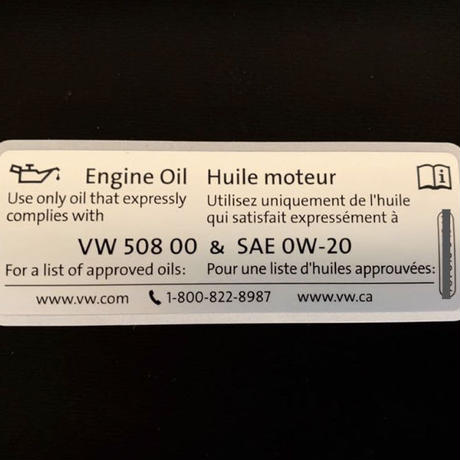 Engine Oil Huile moteur
Use only oil that expressly Utilisez uniquement de l'huile
complies with qui satisfait expressément à
VW 508 00 & SAE 0W-20
For a list of approved oils: Pour une liste d'huiles approuvées:
www.vw.com 1-800-822-8987 www.vw.ca